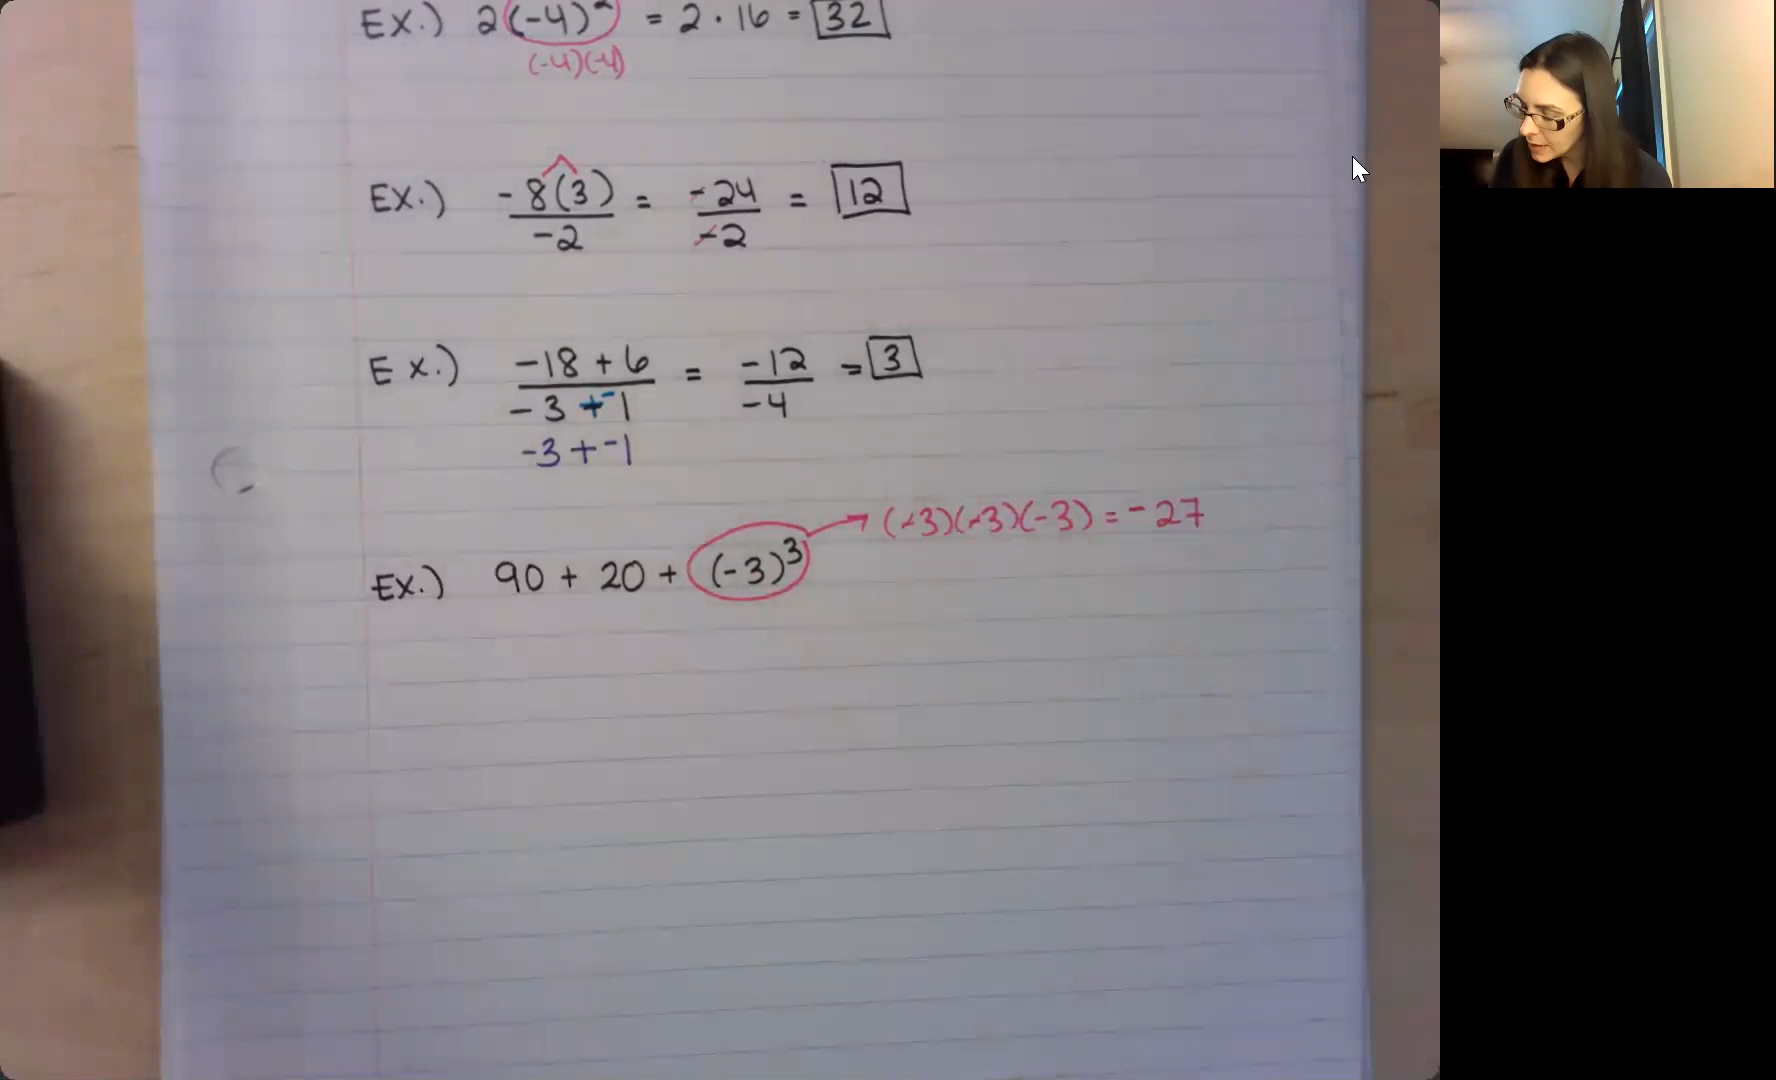 EX.) 2(-4)² = 2 · 16 = 32
(-4)(-4)
EX.) -8(3)/-2 = -24/-2 = 12
EX.) -18 + 6/-3 + -1 = -12/-4 = 3
-3 + -1
(-3)(-3)(-3) = -27
EX.) 90 + 20 + (-3)³